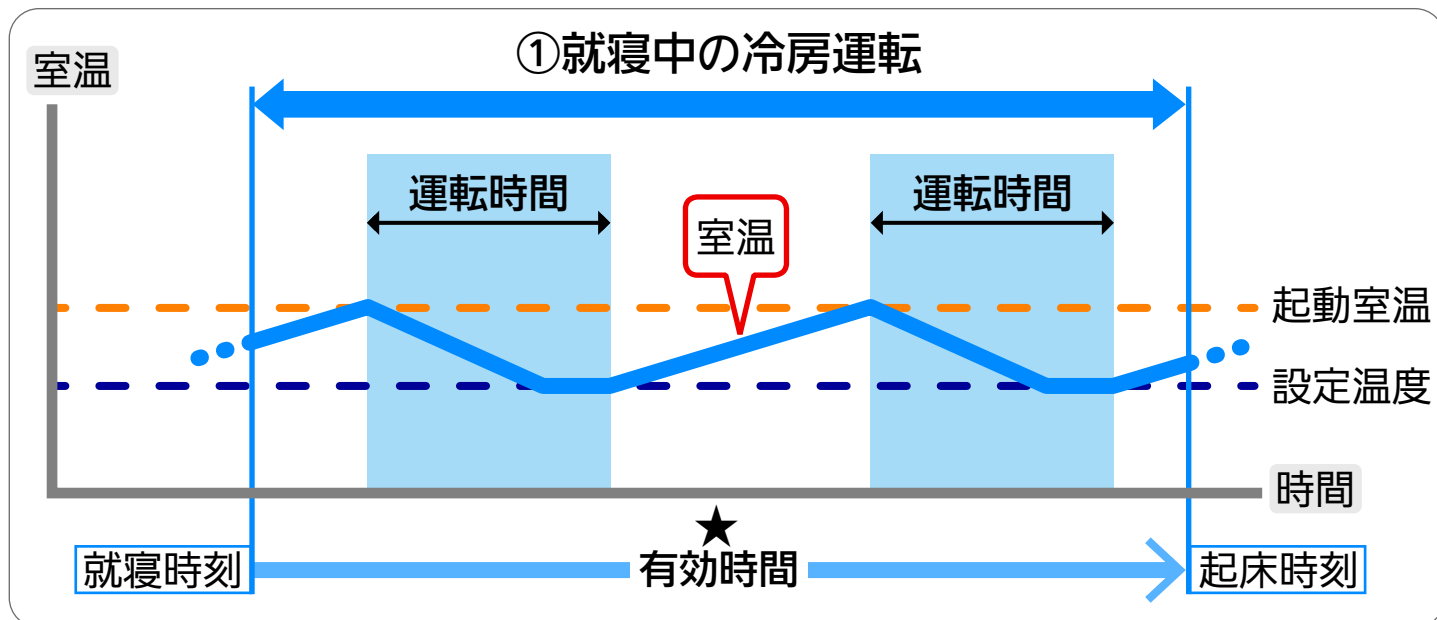 ①就寝中の冷房運転
室温
運転時間
運転時間
室温
起動室温
設定温度
時間
★
有効時間
就寝時刻
起床時刻